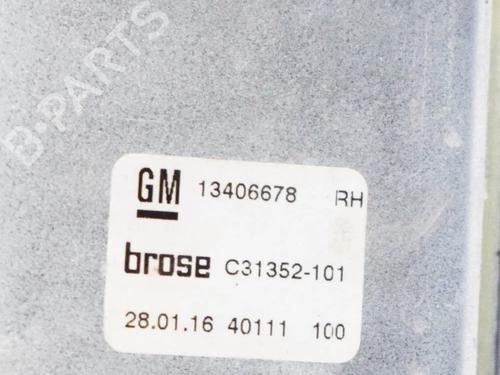 B-PARTS
GM 13406678 RH
brose C31352-101
28.01.16 40111 100